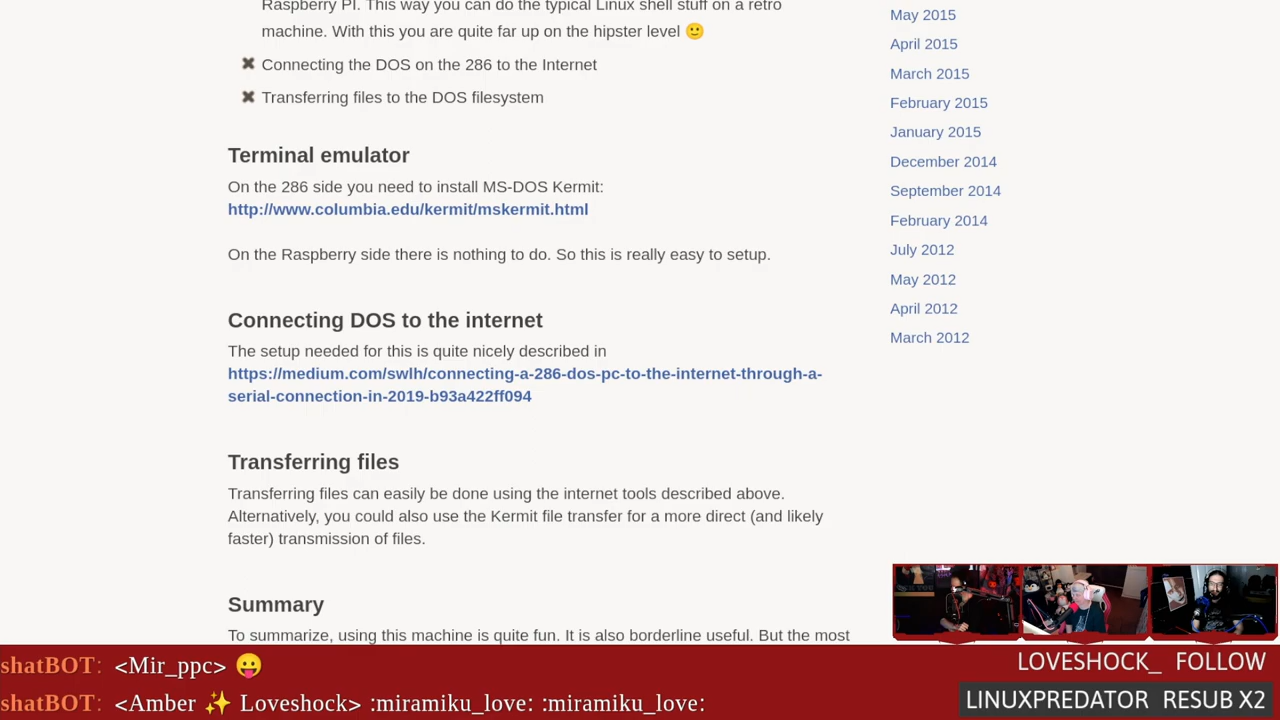 Raspberry PI. This way you can do the typical Linux shell stuff on a retro
machine. With this you are quite far up on the hipster level 🙂
✖ Connecting the DOS on the 286 to the Internet
✖ Transferring files to the DOS filesystem
Terminal emulator
On the 286 side you need to install MS-DOS Kermit:
http://www.columbia.edu/kermit/mskermit.html
On the Raspberry side there is nothing to do. So this is really easy to setup.
Connecting DOS to the internet
The setup needed for this is quite nicely described in
https://medium.com/swlh/connecting-a-286-dos-pc-to-the-internet-through-a-
serial-connection-in-2019-b93a422ff094
Transferring files
Transferring files can easily be done using the internet tools described above.
Alternatively, you could also use the Kermit file transfer for a more direct (and likely
faster) transmission of files.
Summary
To summarize, using this machine is quite fun. It is also borderline useful. But the most
May 2015
April 2015
March 2015
February 2015
January 2015
December 2014
September 2014
February 2014
July 2012
May 2012
April 2012
March 2012
shatBOT: <Mir_ppc> 😛
shatBOT: <Amber ✨ Loveshock> :miramiku_love: :miramiku_love:
LOVESHOCK_ FOLLOW
LINUXPREDATOR RESUB X2